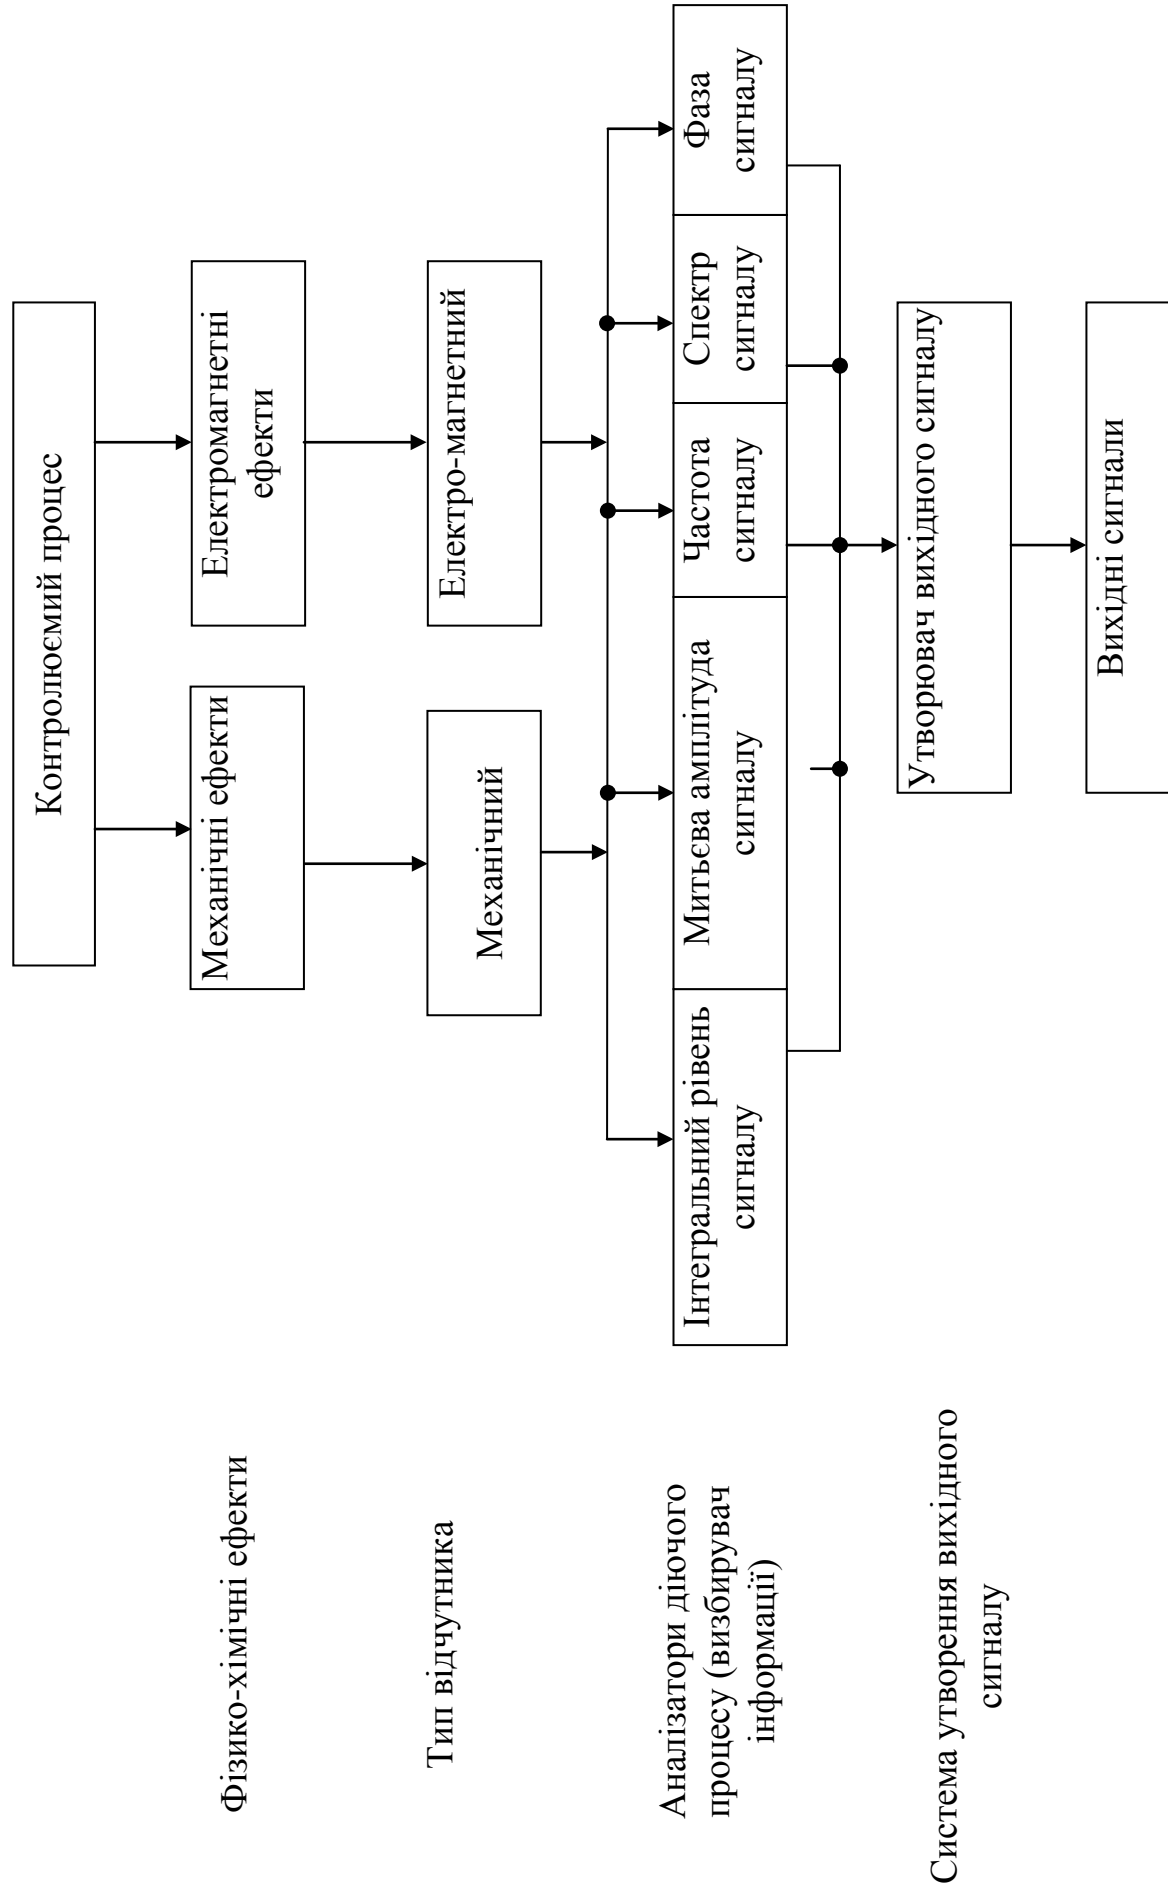 Контролюємий процес
Фізико-хімічні ефекти
Механічні ефекти
Електромагнетні
ефекти
Тип відчутника
Механічний
Електро-магнетний
Аналізатори діючого
процесу (визбирувач
інформації)
Інтегральний рівень
сигналу
Митьєва амплітуда
сигналу
Частота
сигналу
Спектр
сигналу
Фаза
сигналу
Система утворення вихідного
сигналу
Утворювач вихідного сигналу
Вихідні сигнали